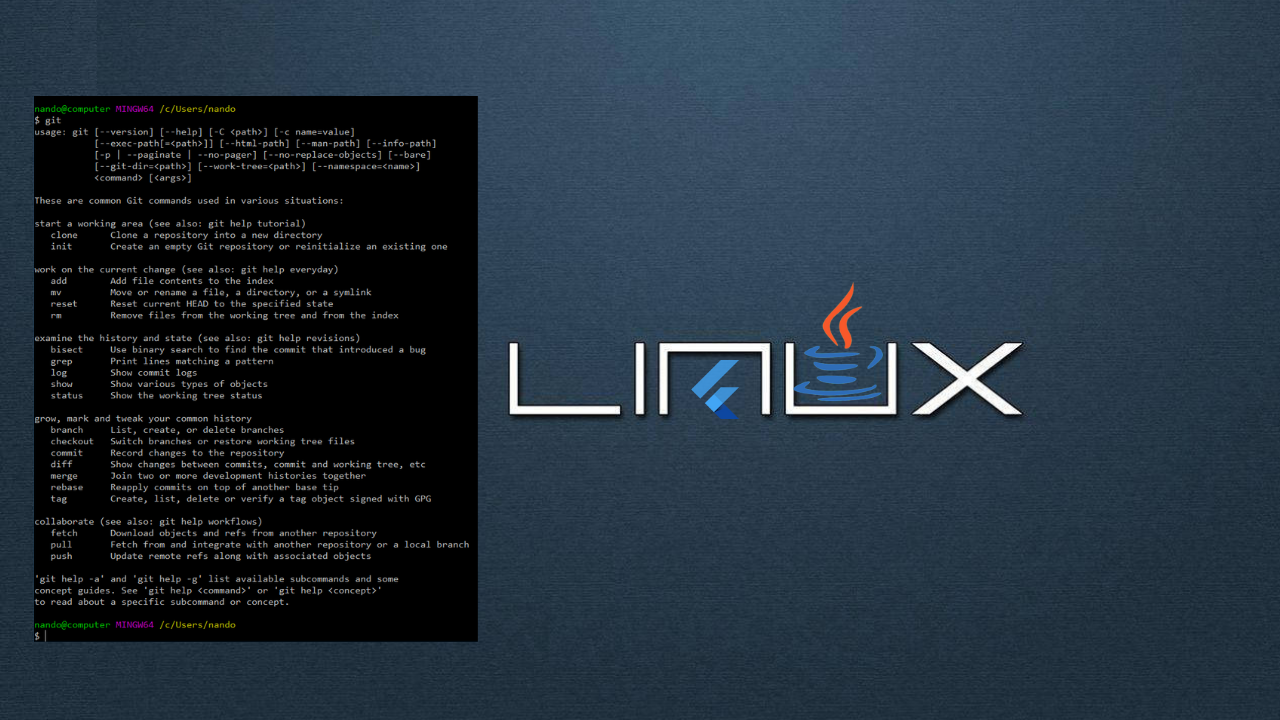 nando@computer MINGW64 /c/Users/nando
$ git
usage: git [--version] [--help] [-C <path>] [-c name=value]
           [--exec-path[=<path>]] [--html-path] [--man-path] [--info-path]
           [-p | --paginate | --no-pager] [--no-replace-objects] [--bare]
           [--git-dir=<path>] [--work-tree=<path>] [--namespace=<name>]
           <command> [<args>]
These are common Git commands used in various situations:
start a working area (see also: git help tutorial)
   clone      Clone a repository into a new directory
   init       Create an empty Git repository or reinitialize an existing one
work on the current change (see also: git help everyday)
   add        Add file contents to the index
   mv         Move or rename a file, a directory, or a symlink
   reset      Reset current HEAD to the specified state
   rm         Remove files from the working tree and from the index
examine the history and state (see also: git help revisions)
   bisect     Use binary search to find the commit that introduced a bug
   grep       Print lines matching a pattern
   log        Show commit logs
   show       Show various types of objects
   status     Show the working tree status
grow, mark and tweak your common history
   branch     List, create, or delete branches
   checkout   Switch branches or restore working tree files
   commit     Record changes to the repository
   diff       Show changes between commits, commit and working tree, etc
   merge      Join two or more development histories together
   rebase     Reapply commits on top of another base tip
   tag        Create, list, delete or verify a tag object signed with GPG
collaborate (see also: git help workflows)
   fetch      Download objects and refs from another repository
   pull       Fetch from and integrate with another repository or a local branch
   push       Update remote refs along with associated objects
'git help -a' and 'git help -g' list available subcommands and some
concept guides. See 'git help <command>' or 'git help <concept>'
to read about a specific subcommand or concept.
nando@computer MINGW64 /c/Users/nando
$
LINUX